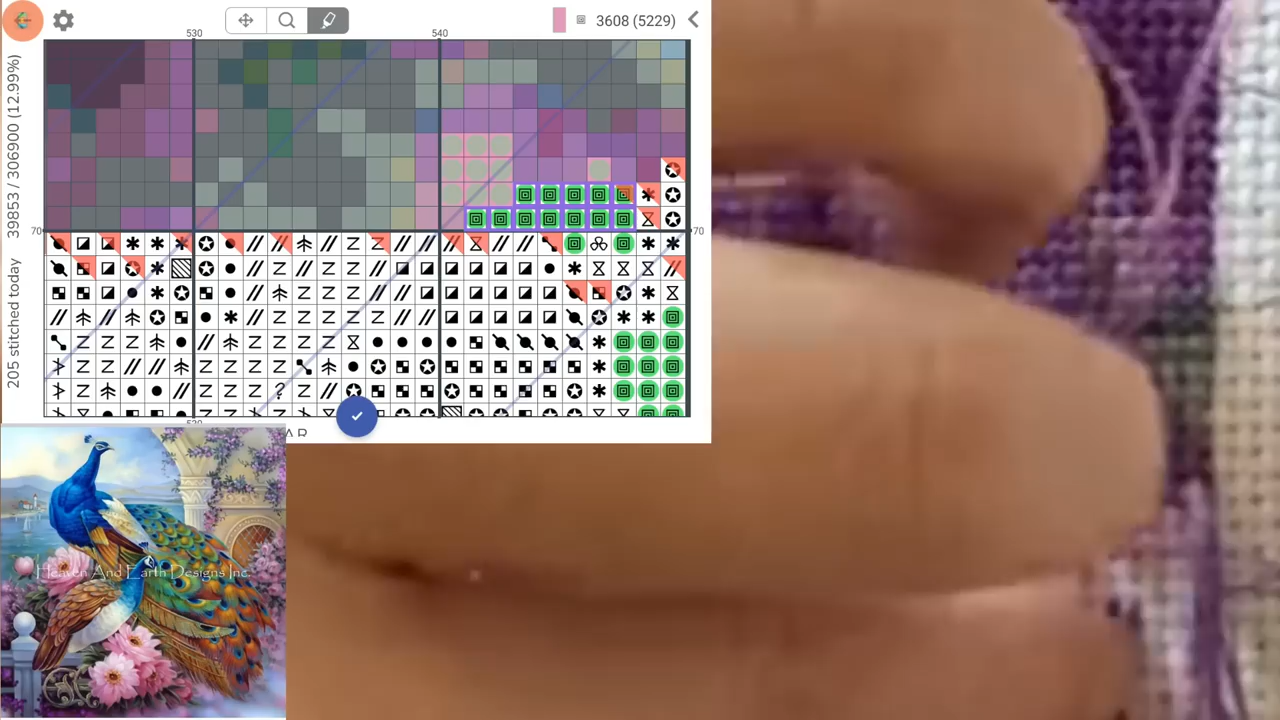 3608 (5229)
530
540
39853 / 306900 (12.99%)
205 stitched today
70
70
Heaven And Earth Designs Inc